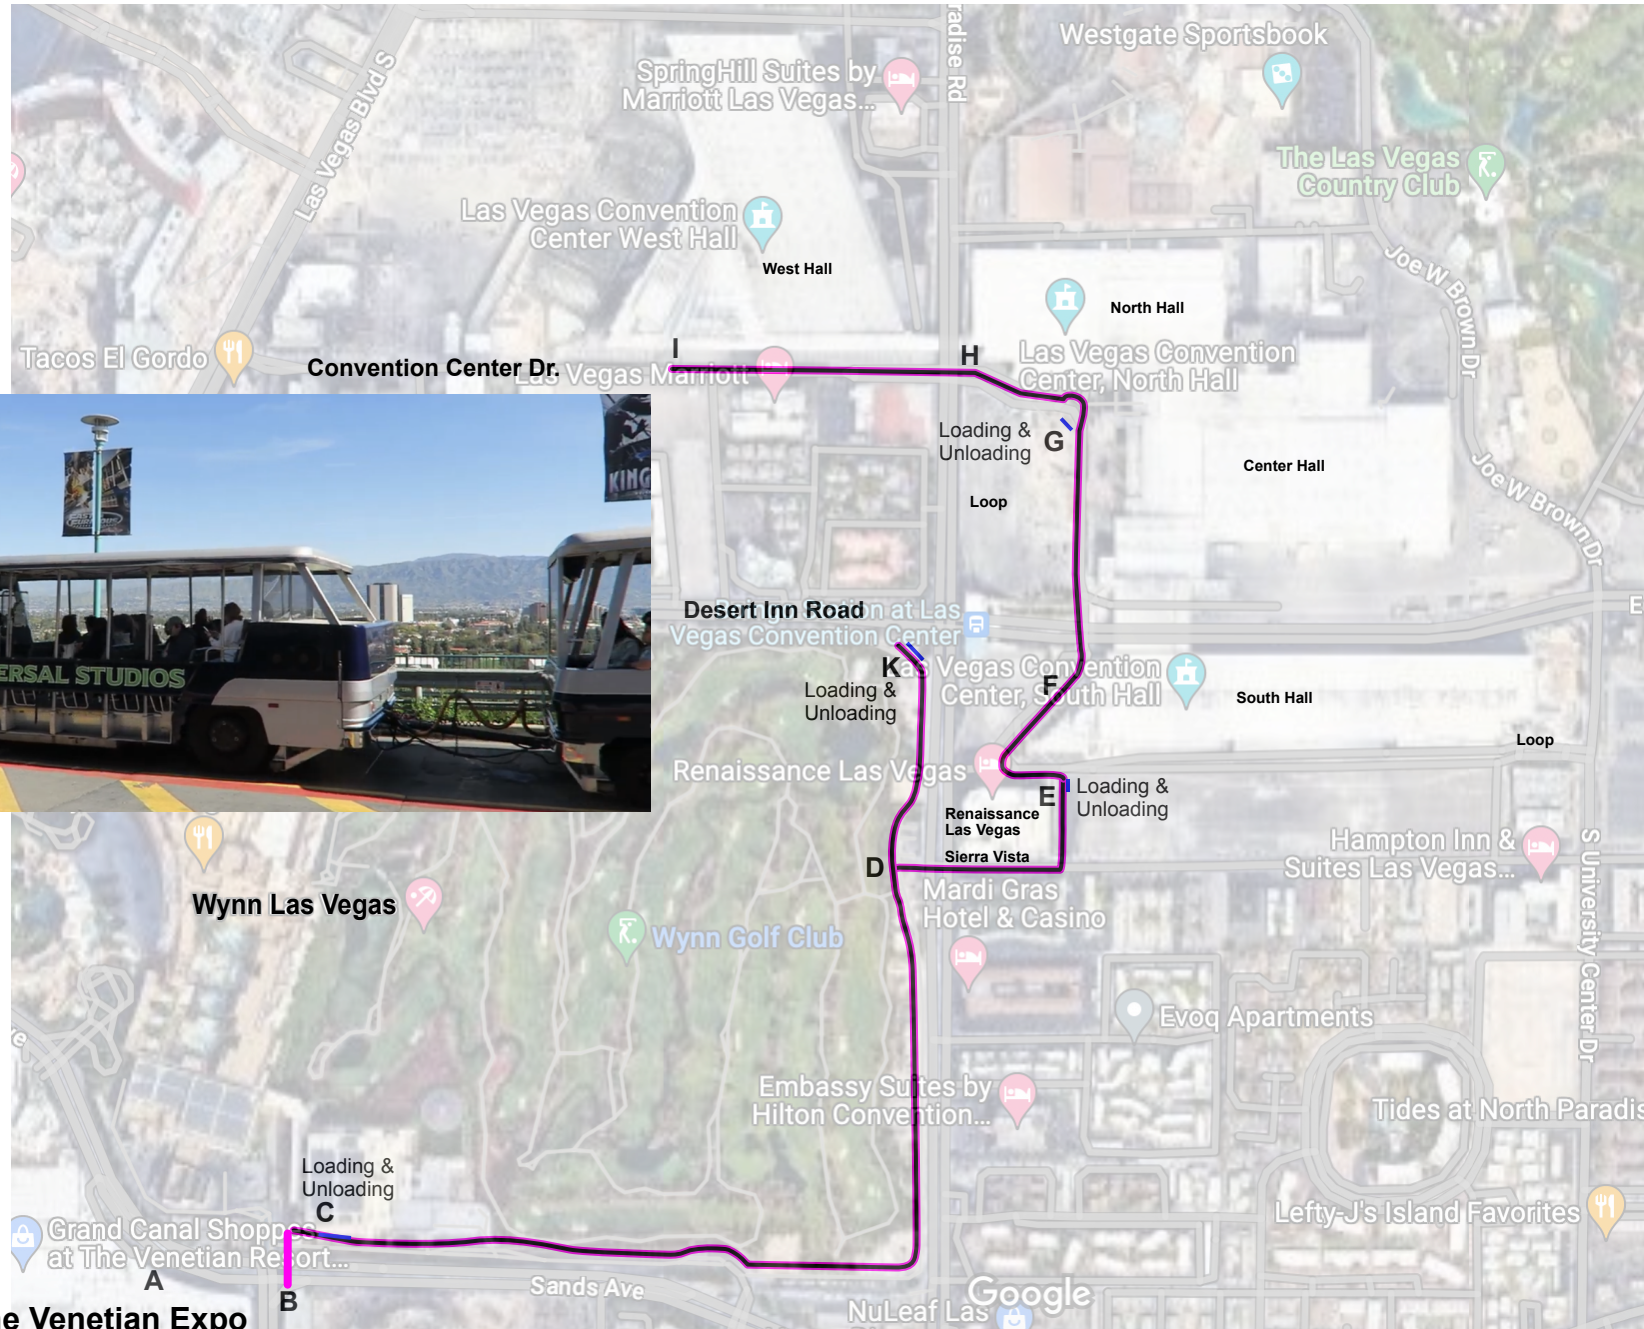 radise Rd
Westgate Sportsbook
SpringHill Suites by
Marriott Las Vegas...
Las Vegas Blvd S
The Las Vegas
Country Club
Las Vegas Convention
Center West Hall
West Hall
Joe W Brown Dr
North Hall
Tacos El Gordo
Convention Center Dr.
Las Vegas Marriott
I
H
Las Vegas Convention
Center, North Hall
Loading &
Unloading
G
Center Hall
Joe W Brown Dr
Loop
KING
FAST
FURIOUS
ERSAL STUDIOS
Desert Inn Road
ion at Las
Vegas Convention Center
E
K
Loading &
Unloading
as Vegas Convention
Center, South Hall
F
South Hall
Loop
Renaissance Las Vegas
E
Loading &
Unloading
Renaissance
Las Vegas
Sierra Vista
D
Hampton Inn &
Suites Las Vegas...
S University Center Dr
Mardi Gras
Hotel & Casino
Wynn Las Vegas
Wynn Golf Club
Evoq Apartments
e
Embassy Suites by
Hilton Convention...
Tides at North Paradis
Loading &
Unloading
C
Lefty-J's Island Favorites
Grand Canal Shoppes
at The Venetian Resort...
A
B
Sands Ave
Google
NuLeaf Las
e Venetian Expo